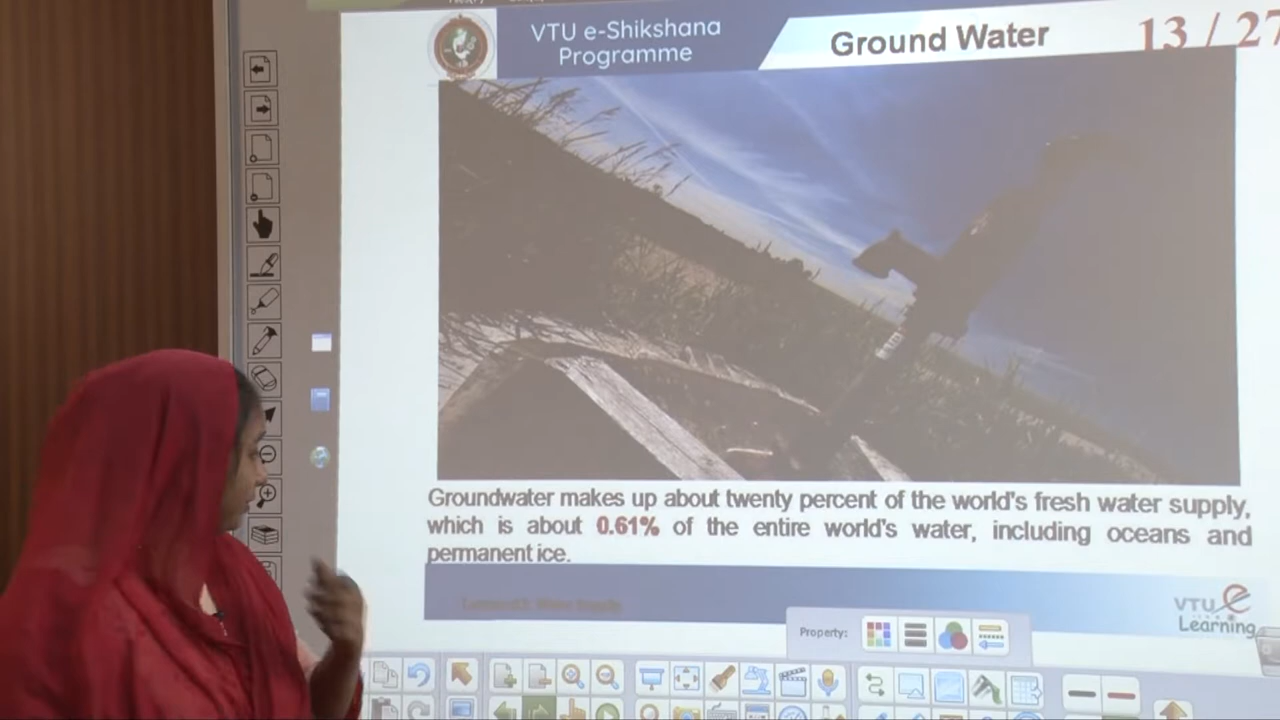 VTU e-Shikshana
Programme
Ground Water
13 / 27
Groundwater makes up about twenty percent of the world's fresh water supply,
which is about 0.61% of the entire world's water, including oceans and
permanent ice.
VTU
Learning
Property: